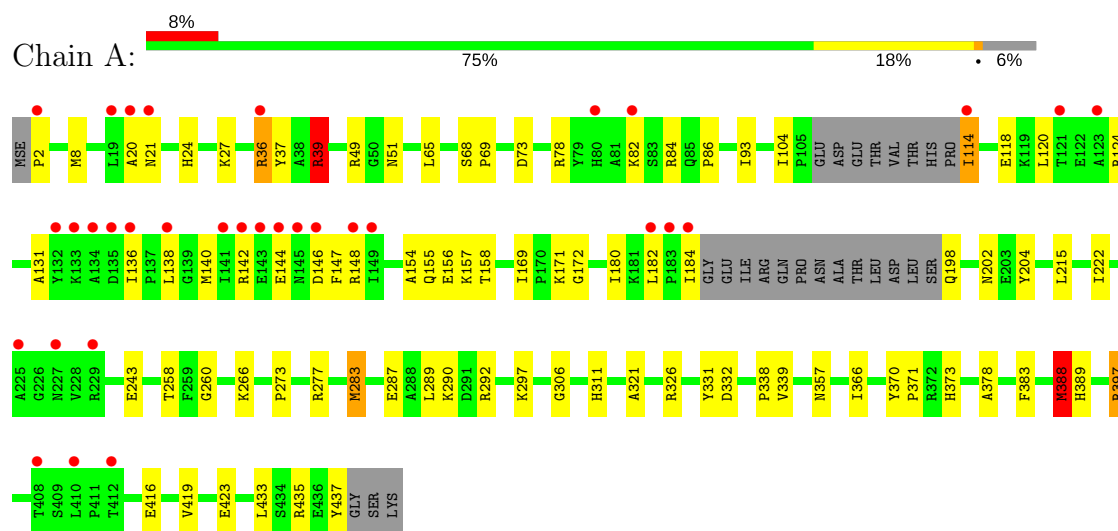 8%
Chain A:
75% 18% • 6%
MSE P2 M8 L19 A20 N21 H24 K27 R36 Y37 A38 R39 R49 G50 N51 L65 S68 P69 D73 R78 Y79 H80 A81 K82 S83 R84 Q85 P86 I93 I104 P105 GLU ASP GLU THR VAL THR HIS PRO I114 E118 K119 L120 T121 E122 A123 R124
A131 Y132 K133 A134 D135 I136 P137 L138 G139 M140 I141 R142 E143 E144 N145 D146 F147 R148 I149 A154 Q155 E156 K157 T158 I169 P170 K171 G172 I180 K181 L182 P183 I184 GLY GLU ILE ARG GLN PRO ASN ALA THR LEU ASP LEU SER Q198 N202 E203 Y204 L215 I222
A225 G226 N227 V228 R229 E243 T258 F259 G260 K266 P273 R277 M283 E287 A288 L289 K290 D291 R292 K297 G306 H311 A321 R326 Y331 D332 P338 V339 N357 I366 Y370 P371 R372 H373 A378 F383 M388 H389
T408 S409 L410 P411 T412 E416 V419 E423 L433 S434 R435 E436 Y437 GLY SER LYS